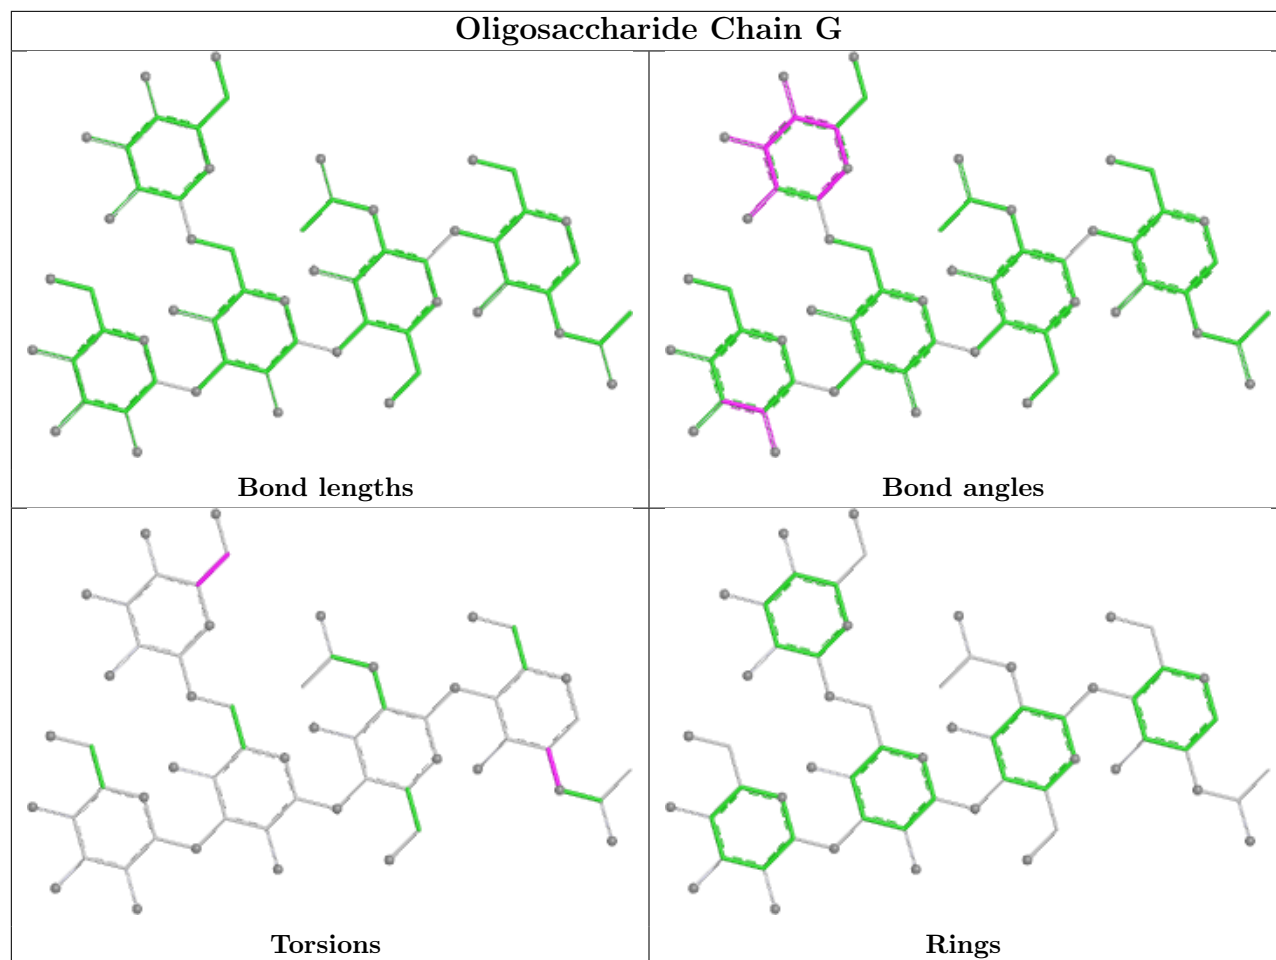 Oligosaccharide Chain G
Bond lengths
Bond angles
Torsions
Rings